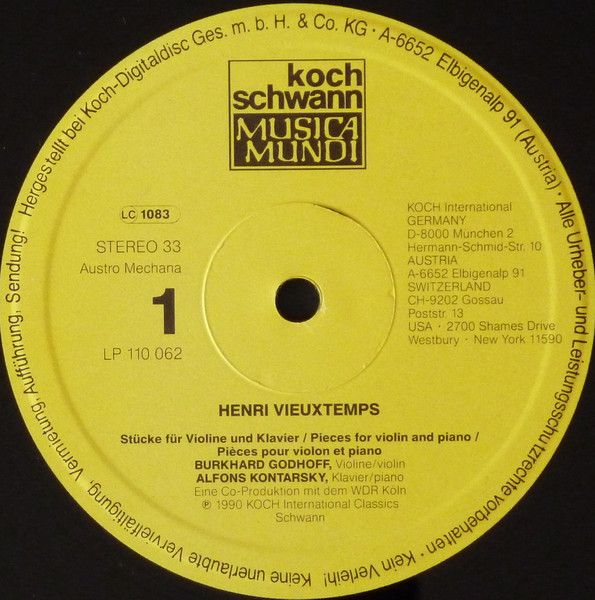 Hergestellt bei Koch-Digitaldisc Ges. m. b. H. & Co. KG · A-6652 Elbigenalp 91 (Austria) · Alle Urheber- und Leistungsschutzrechte vorbehalten · Kein Verleih! Keine unerlaubte Vervielfältigung, Vermietung, Aufführung, Sendung!
koch
schwann
MUSICA
MUNDI
LC 1083
STEREO 33
Austro Mechana
1
LP 110 062
KOCH International
GERMANY
D-8000 München 2
Hermann-Schmid-Str. 10
AUSTRIA
A-6652 Elbigenalp 91
SWITZERLAND
CH-9202 Gossau
Poststr. 13
USA · 2700 Shames Drive
Westbury · New York 11590
HENRI VIEUXTEMPS
Stücke für Violine und Klavier / Pieces for violin and piano /
Pièces pour violon et piano
BURKHARD GODHOFF, Violine/violin
ALFONS KONTARSKY, Klavier/piano
Eine Co-Produktion mit dem WDR Köln
℗ 1990 KOCH International Classics
Schwann